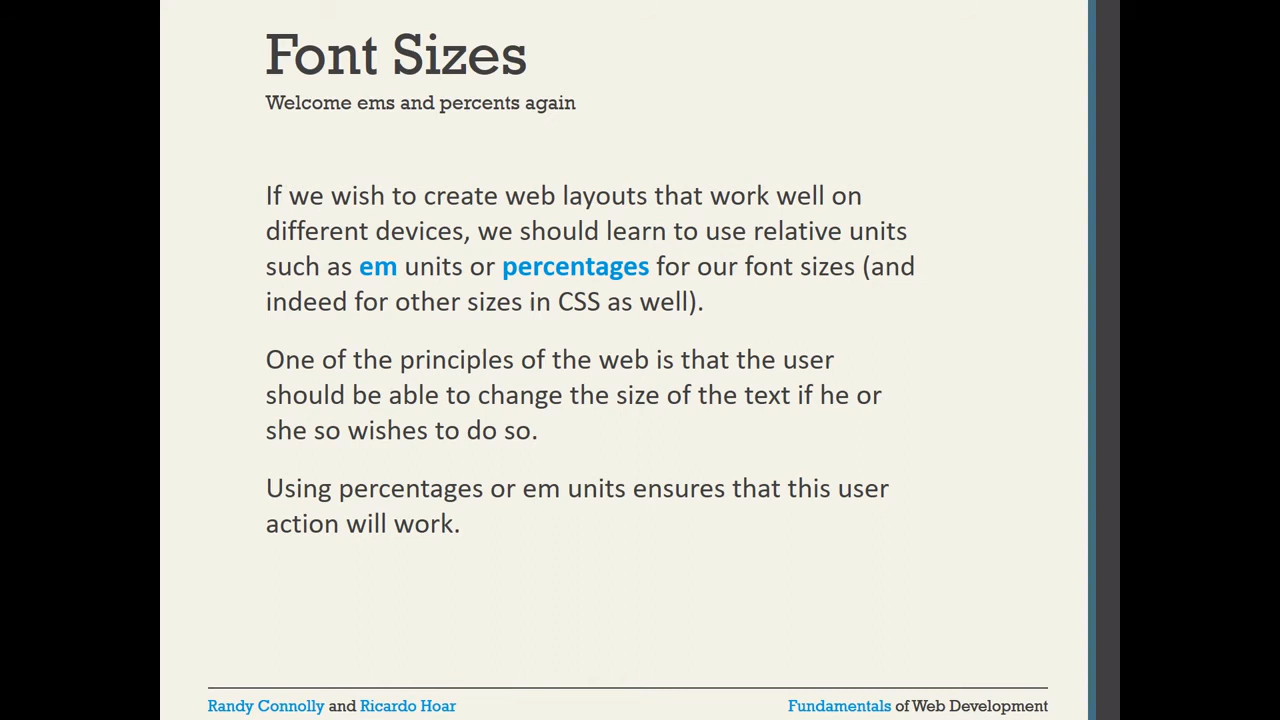 Font Sizes
Welcome ems and percents again
If we wish to create web layouts that work well on
different devices, we should learn to use relative units
such as em units or percentages for our font sizes (and
indeed for other sizes in CSS as well).
One of the principles of the web is that the user
should be able to change the size of the text if he or
she so wishes to do so.
Using percentages or em units ensures that this user
action will work.
Randy Connolly and Ricardo Hoar
Fundamentals of Web Development